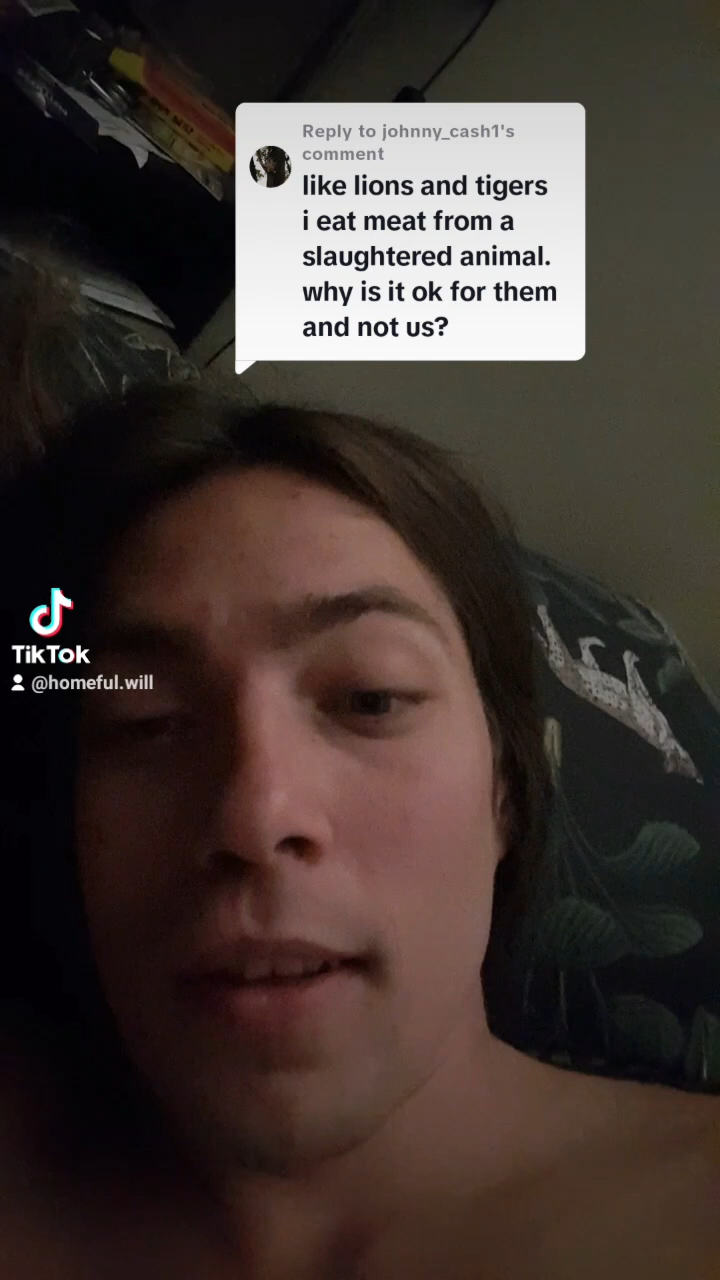 Reply to johnny_cash1's
comment
like lions and tigers
i eat meat from a
slaughtered animal.
why is it ok for them
and not us?
TikTok
@homeful.will